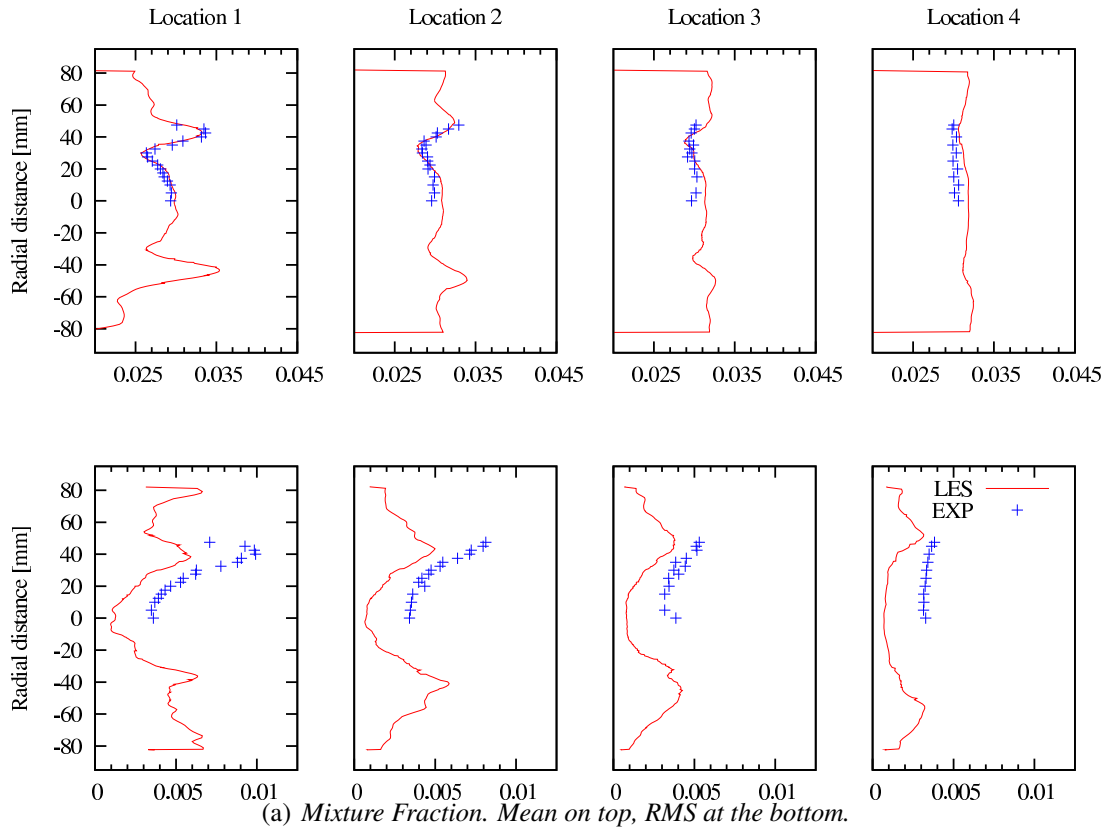 Location 1 Location 2 Location 3 Location 4
Radial distance [mm]
80
60
40
20
0
-20
-40
-60
-80
0.025 0.035 0.045 0.025 0.035 0.045 0.025 0.035 0.045 0.025 0.035 0.045
Radial distance [mm]
80
60
40
20
0
-20
-40
-60
-80
LES
EXP
0 0.005 0.01 0 0.005 0.01 0 0.005 0.01 0 0.005 0.01
(a) Mixture Fraction. Mean on top, RMS at the bottom.